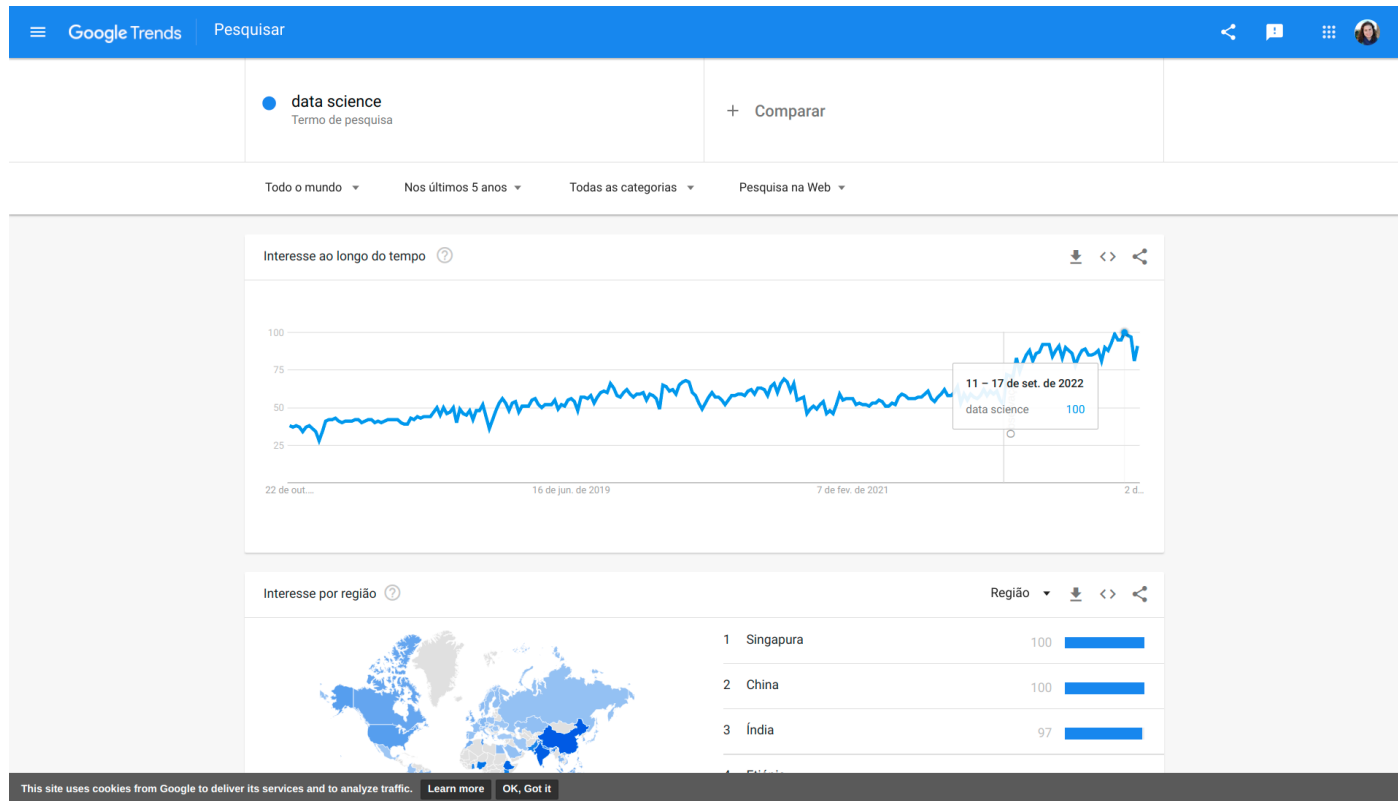 Google Trends Pesquisar
data science
Termo de pesquisa
+ Comparar
Todo o mundo Nos últimos 5 anos Todas as categorias Pesquisa na Web
Interesse ao longo do tempo
100
75
50
25
11 – 17 de set. de 2022
data science 100
22 de out.... 16 de jun. de 2019 7 de fev. de 2021 2 d...
Interesse por região Região
1 Singapura 100
2 China 100
3 Índia 97
This site uses cookies from Google to deliver its services and to analyze traffic. Learn more OK, Got it